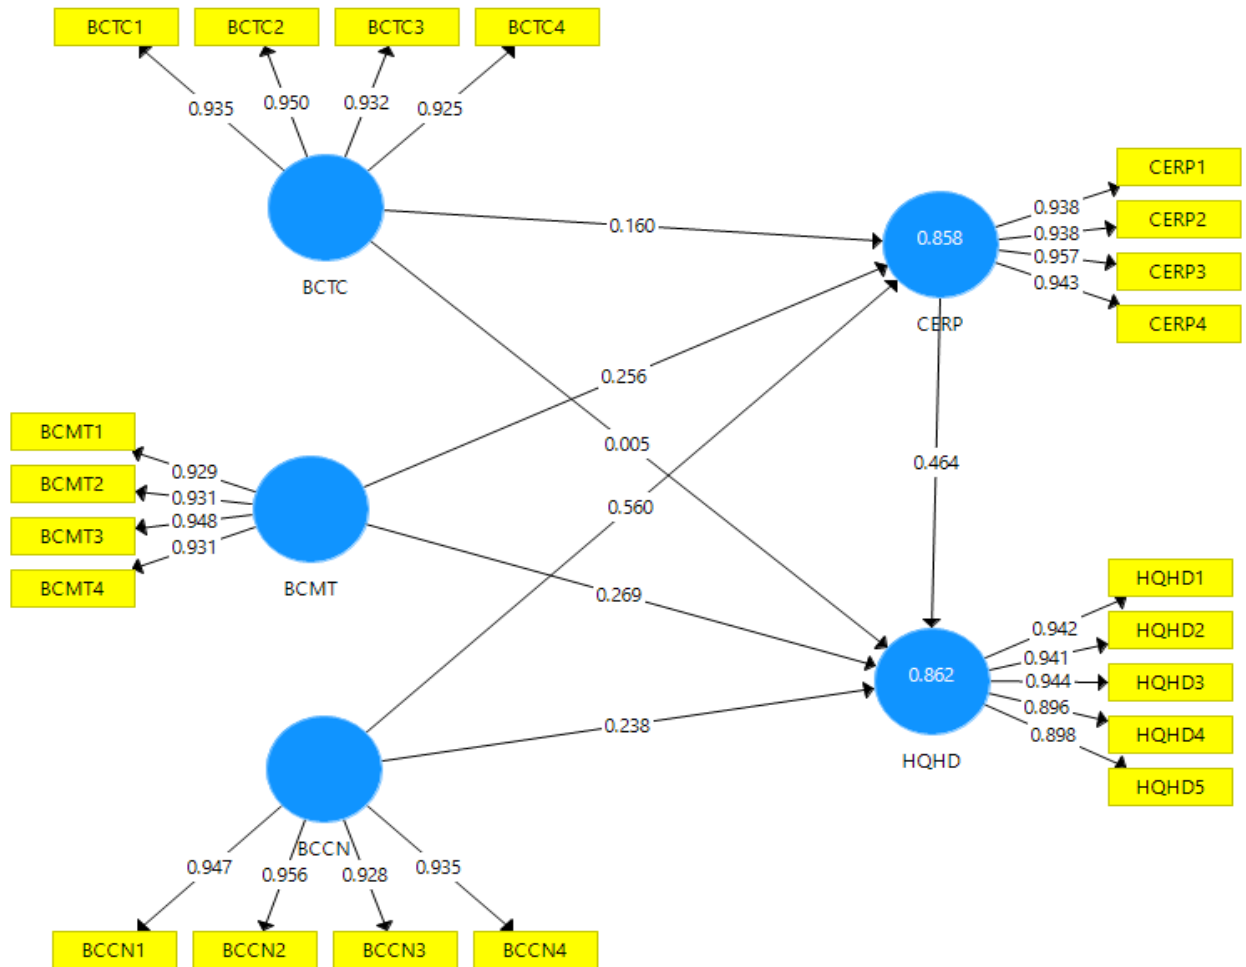 BCTC1 BCTC2 BCTC3 BCTC4
0.935 0.950 0.932 0.925
BCTC
0.160
0.005
CERP1
CERP2
CERP3
CERP4
0.938
0.938
0.957
0.943
0.858
CERP
0.256
0.464
0.560
BCMT1
BCMT2
BCMT3
BCMT4
0.929
0.931
0.948
0.931
BCMT
0.269
HQHD1
HQHD2
HQHD3
HQHD4
HQHD5
0.942
0.941
0.944
0.896
0.898
0.862
HQHD
0.238
BCCN
0.947 0.956 0.928 0.935
BCCN1 BCCN2 BCCN3 BCCN4